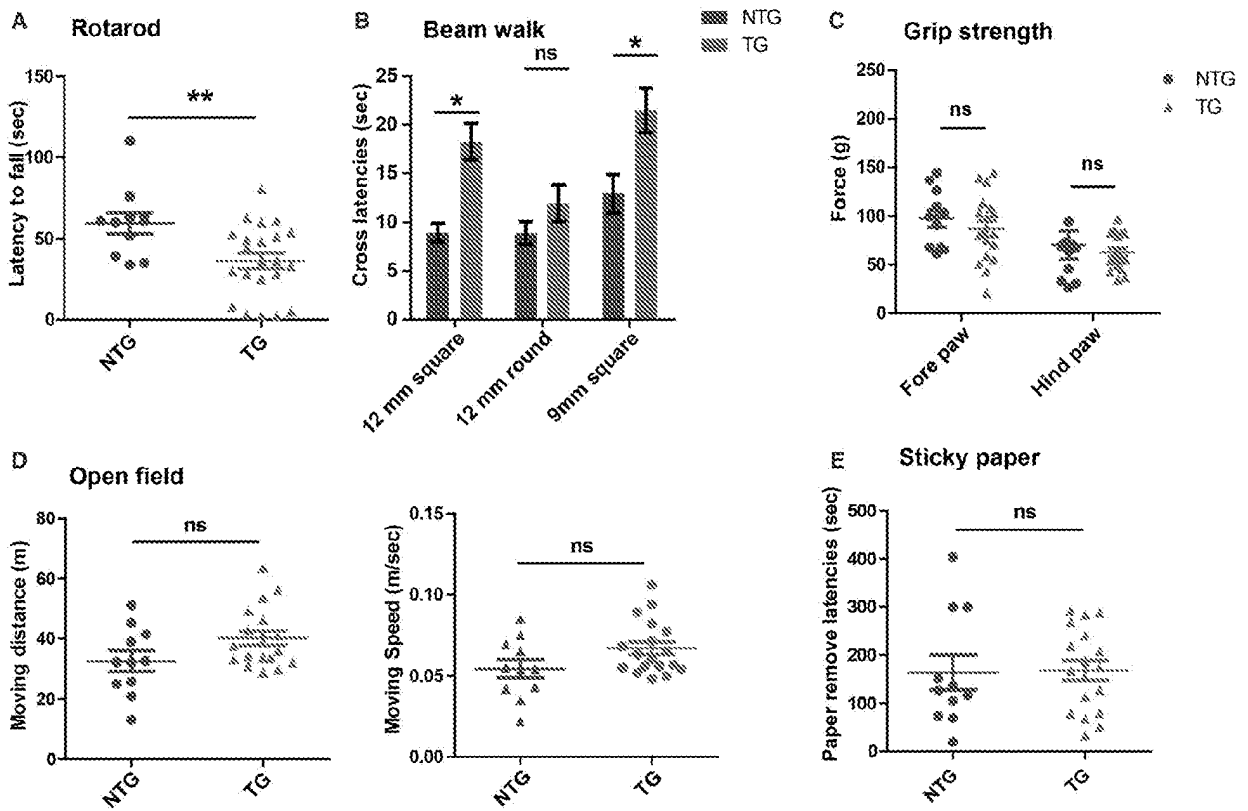 A
Rotarod
Latency to fall (sec)
150
100
50
0
**
NTG
TG
B
Beam walk
NTG
TG
Cross latencies (sec)
25
20
15
10
5
0
*
ns
*
12 mm square
12 mm round
9mm square
C
Grip strength
NTG
TG
Force (g)
250
200
150
100
50
0
ns
ns
Fore paw
Hind paw
D
Open field
Moving distance (m)
80
60
40
20
0
ns
NTG
TG
Moving Speed (m/sec)
0.15
0.10
0.05
0.00
ns
NTG
TG
E
Sticky paper
Paper remove latencies (sec)
500
400
300
200
100
0
ns
NTG
TG